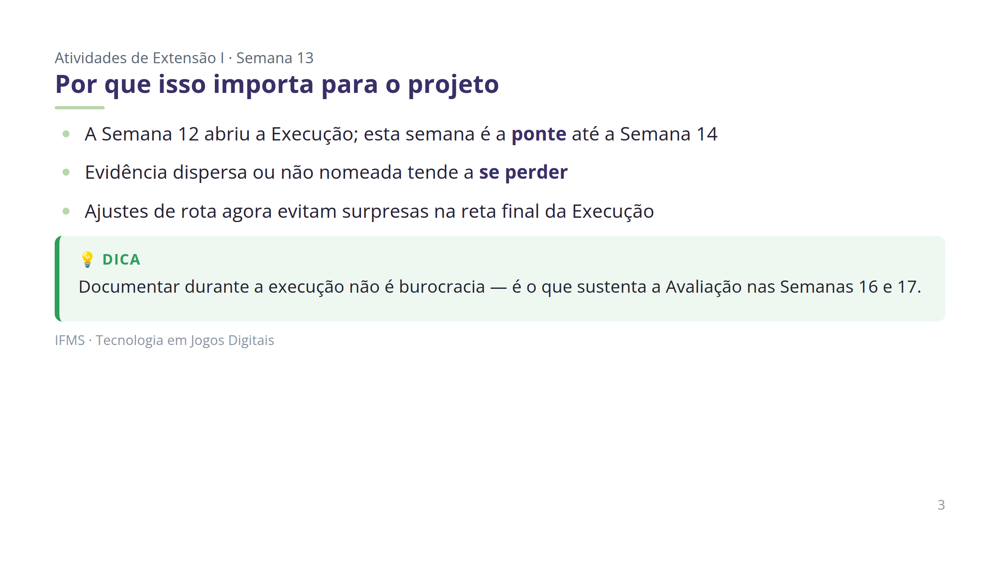 Atividades de Extensão I · Semana 13
Por que isso importa para o projeto
A Semana 12 abriu a Execução; esta semana é a ponte até a Semana 14
Evidência dispersa ou não nomeada tende a se perder
Ajustes de rota agora evitam surpresas na reta final da Execução
💡 DICA
Documentar durante a execução não é burocracia — é o que sustenta a Avaliação nas Semanas 16 e 17.
IFMS · Tecnologia em Jogos Digitais
3